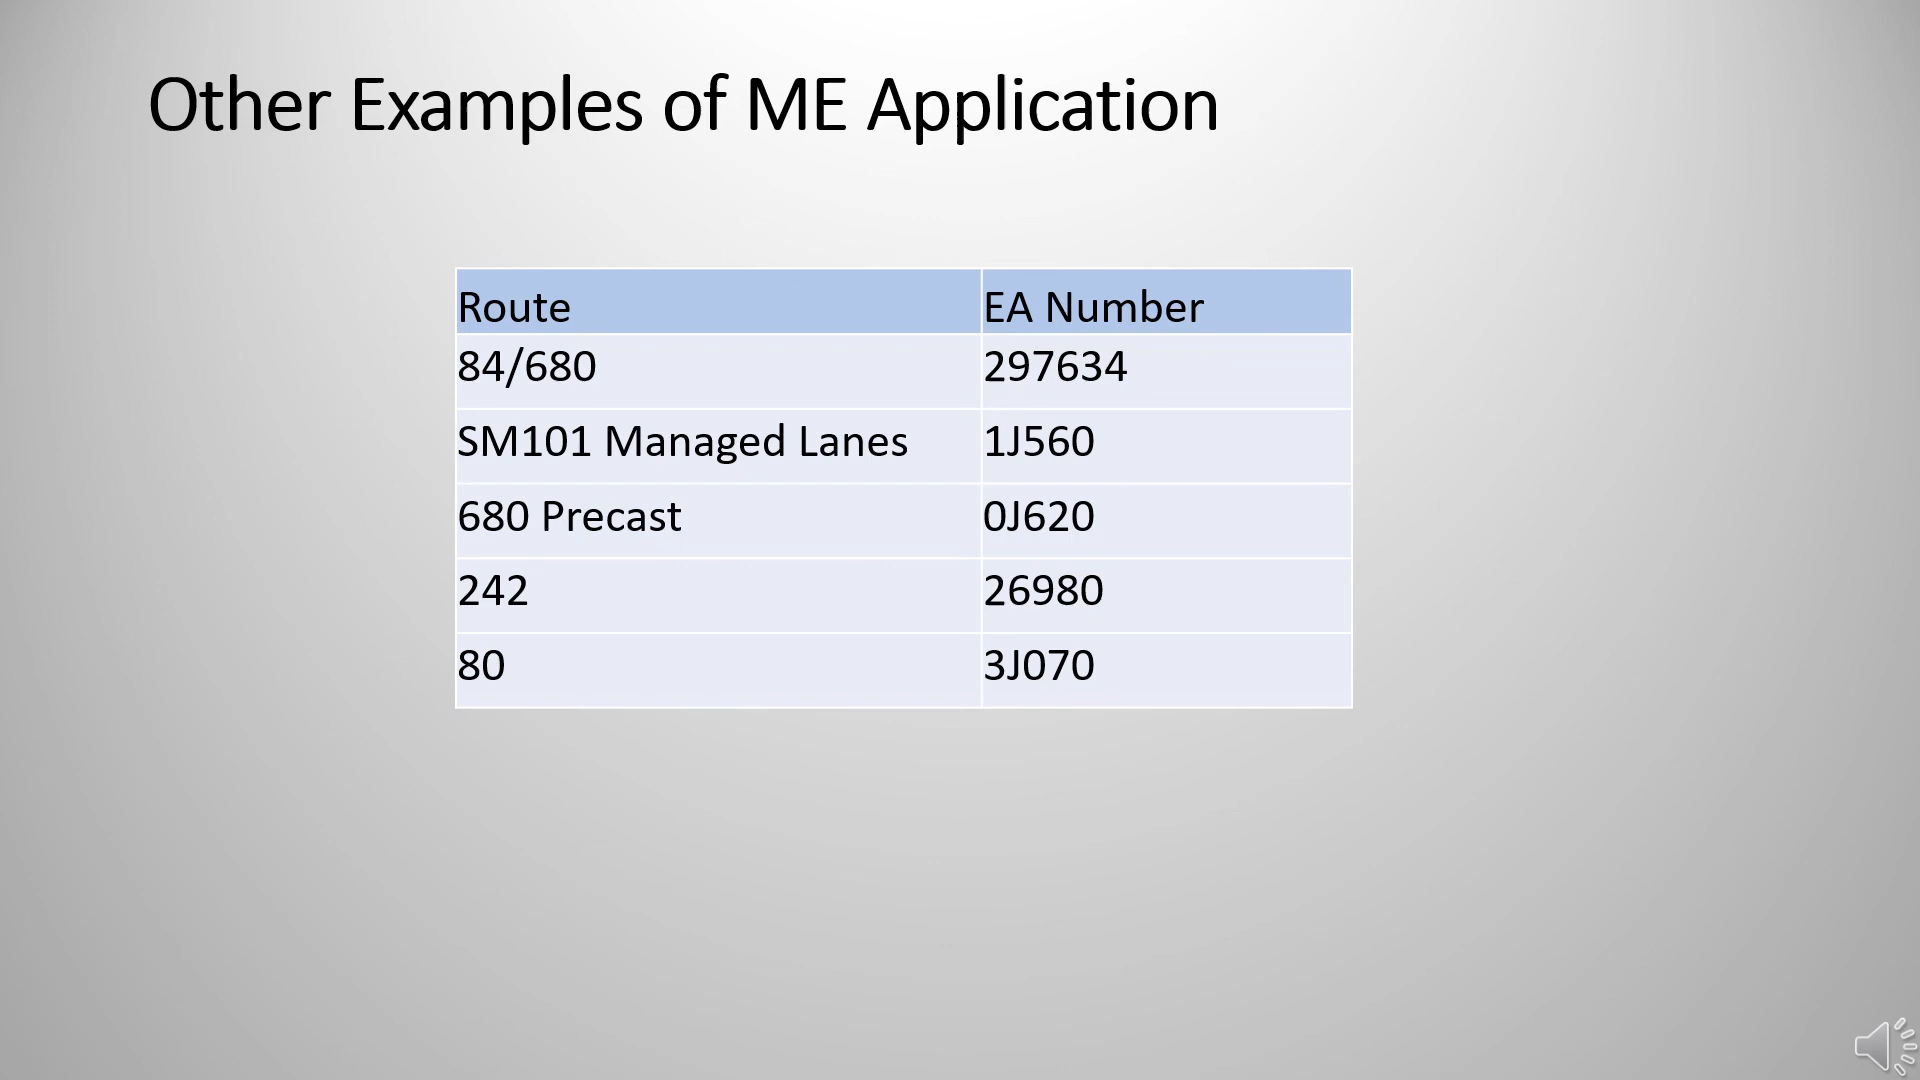 Other Examples of ME Application
Route EA Number
84/680 297634
SM101 Managed Lanes 1J560
680 Precast 0J620
242 26980
80 3J070